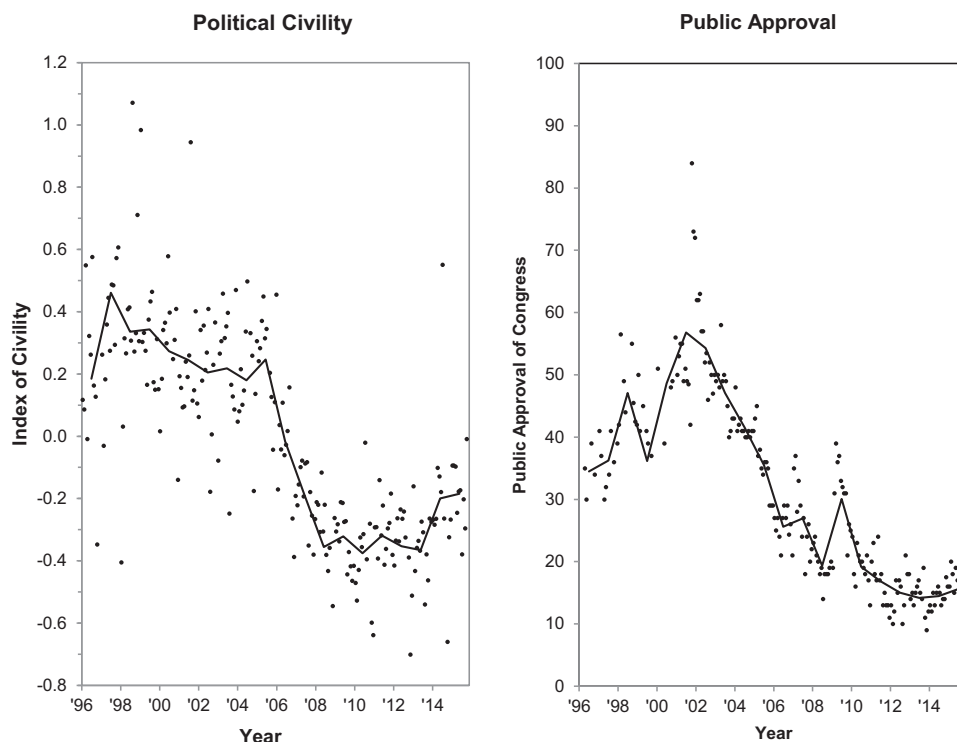 Political Civility
1.2
1.0
0.8
0.6
0.4
0.2
0.0
-0.2
-0.4
-0.6
-0.8
Index of Civility
'96 '98 '00 '02 '04 '06 '08 '10 '12 '14
Year
Public Approval
100
90
80
70
60
50
40
30
20
10
0
Public Approval of Congress
'96 '98 '00 '02 '04 '06 '08 '10 '12 '14
Year